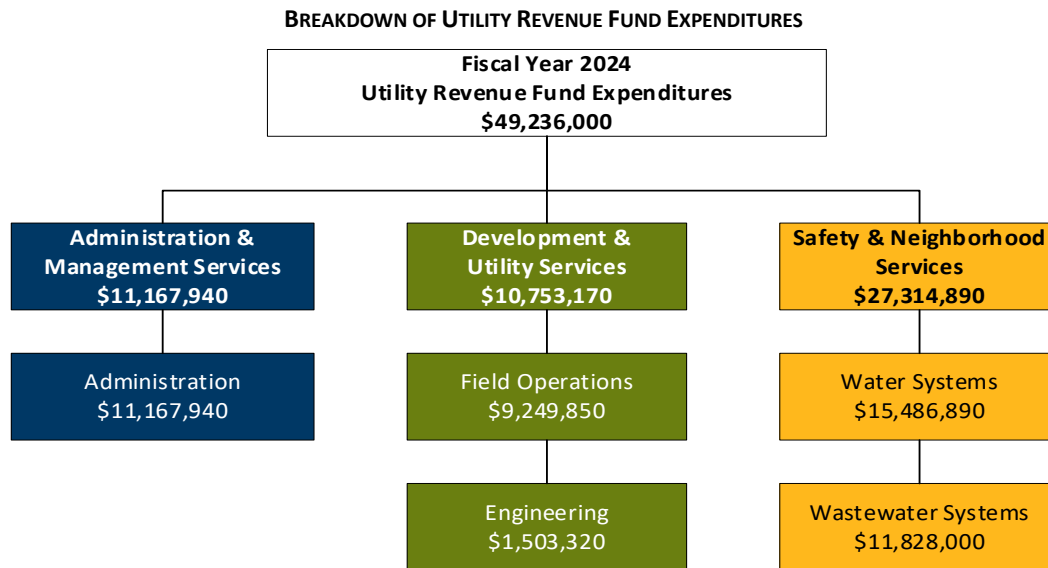 BREAKDOWN OF UTILITY REVENUE FUND EXPENDITURES
Fiscal Year 2024
Utility Revenue Fund Expenditures
$49,236,000
Administration &
Management Services
$11,167,940
Administration
$11,167,940
Development &
Utility Services
$10,753,170
Field Operations
$9,249,850
Engineering
$1,503,320
Safety & Neighborhood
Services
$27,314,890
Water Systems
$15,486,890
Wastewater Systems
$11,828,000